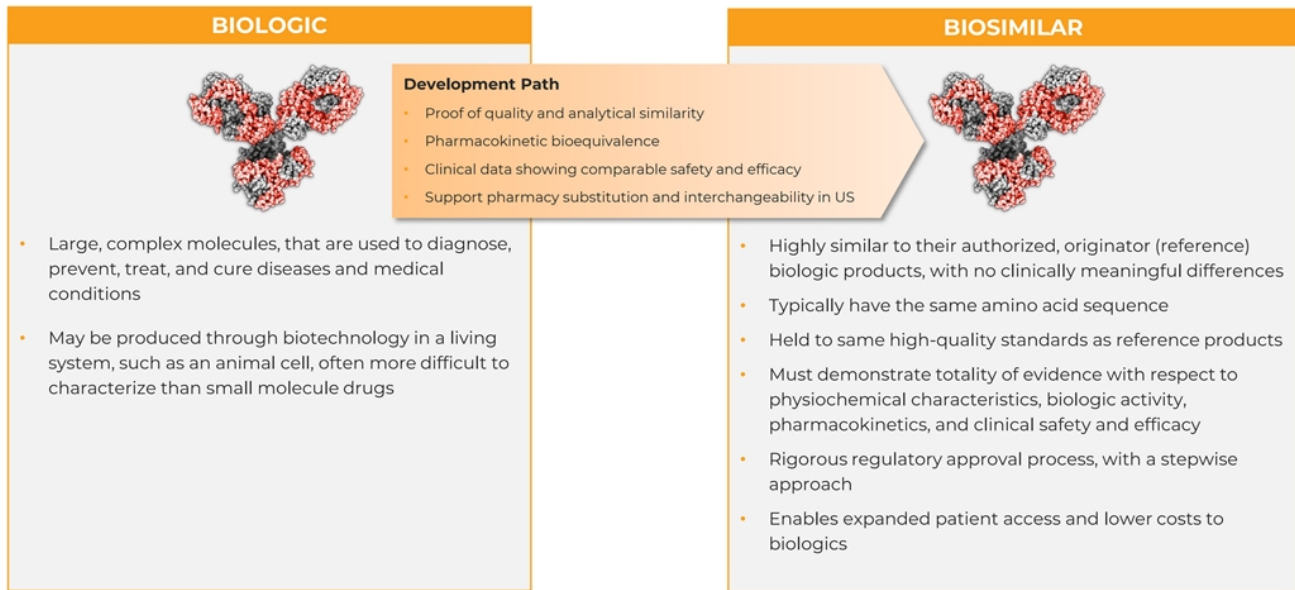 BIOLOGIC
Large, complex molecules, that are used to diagnose,
prevent, treat, and cure diseases and medical
conditions
May be produced through biotechnology in a living
system, such as an animal cell, often more difficult to
characterize than small molecule drugs
Development Path
Proof of quality and analytical similarity
Pharmacokinetic bioequivalence
Clinical data showing comparable safety and efficacy
Support pharmacy substitution and interchangeability in US
BIOSIMILAR
Highly similar to their authorized, originator (reference)
biologic products, with no clinically meaningful differences
Typically have the same amino acid sequence
Held to same high-quality standards as reference products
Must demonstrate totality of evidence with respect to
physiochemical characteristics, biologic activity,
pharmacokinetics, and clinical safety and efficacy
Rigorous regulatory approval process, with a stepwise
approach
Enables expanded patient access and lower costs to
biologics